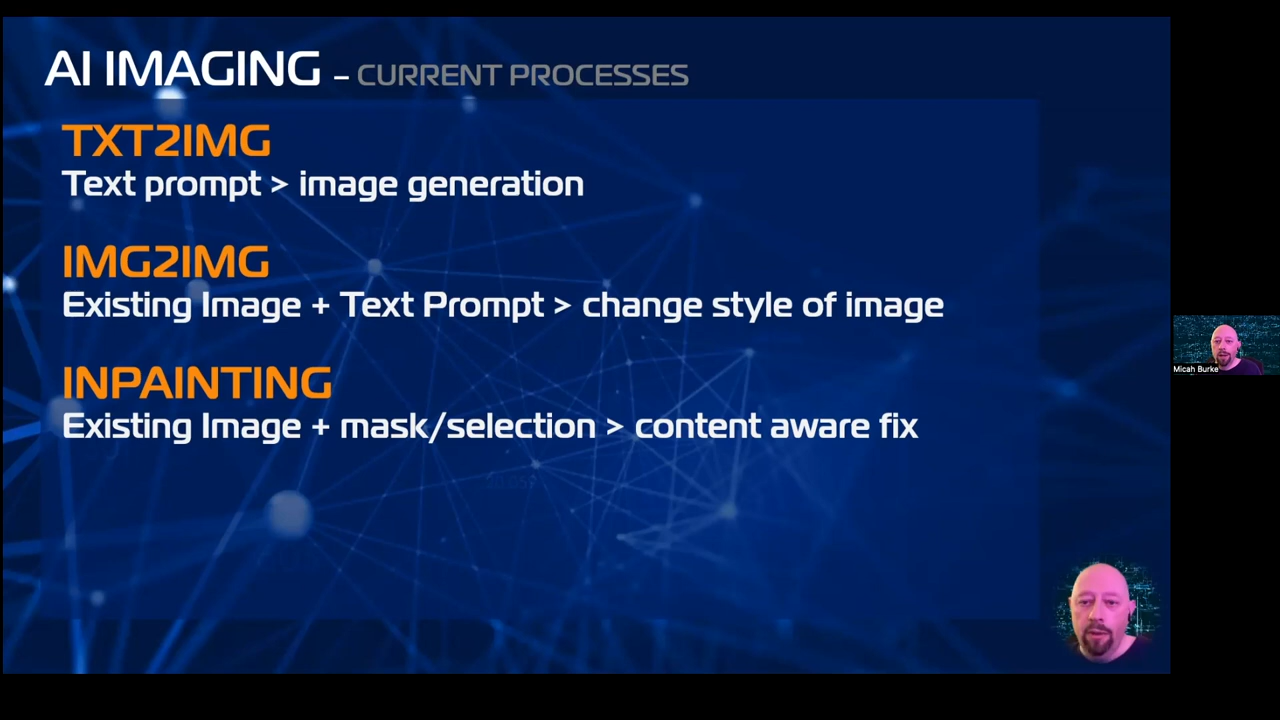 AI IMAGING – CURRENT PROCESSES
TXT2IMG
Text prompt > image generation
IMG2IMG
Existing Image + Text Prompt > change style of image
INPAINTING
Existing Image + mask/selection > content aware fix
Micah Burke